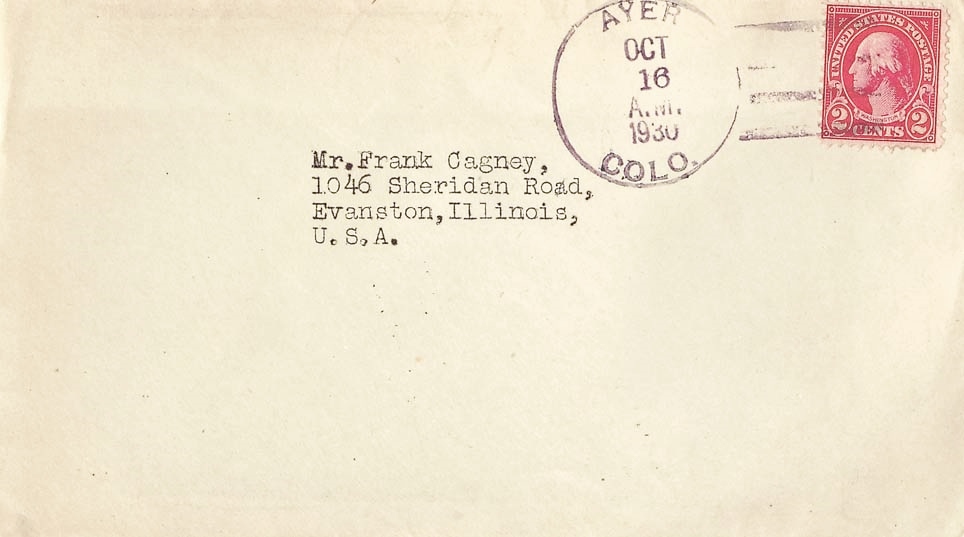 AYER
OCT
16
A.M.
1930
COLO.
UNITED STATES POSTAGE
WASHINGTON
2 CENTS 2
Mr.Frank Cagney,
1046 Sheridan Road,
Evanston,Illinois,
U.S.A.